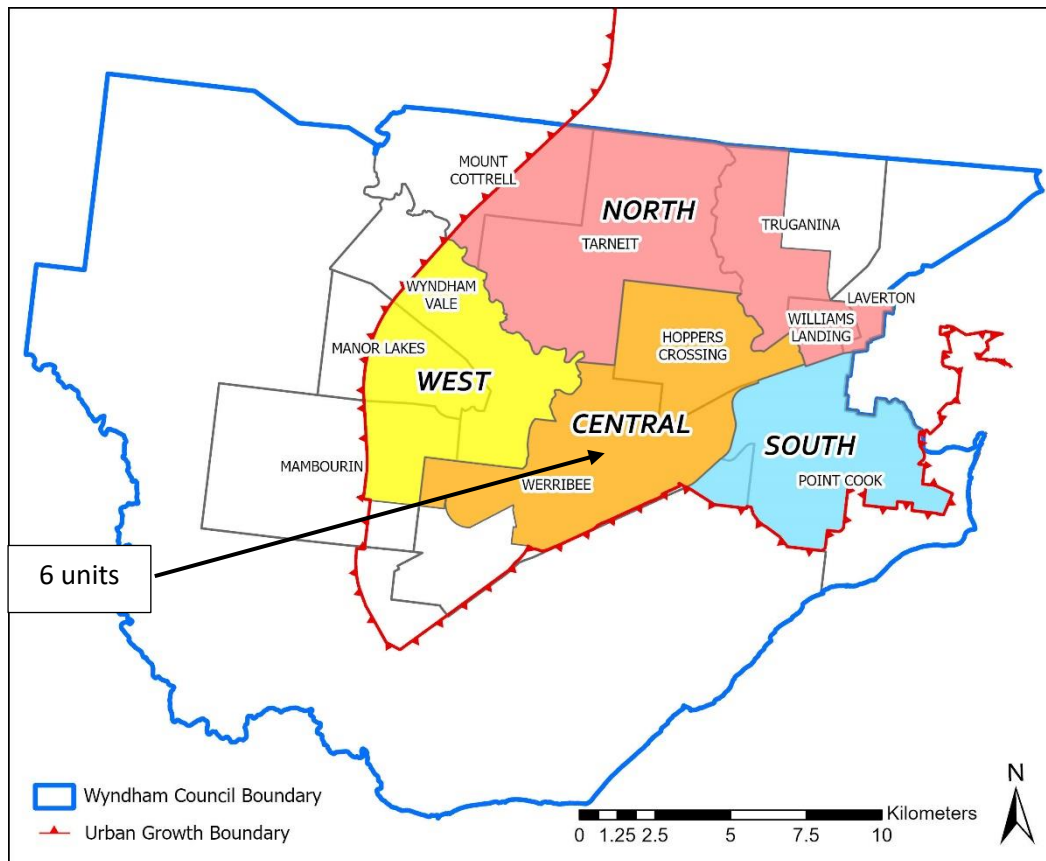 MOUNT
COTTRELL
NORTH
TARNEIT
TRUGANINA
WYNDHAM
VALE
LAVERTON
WILLIAMS
LANDING
HOPPERS
CROSSING
MANOR LAKES
WEST
CENTRAL
SOUTH
MAMBOURIN
WERRIBEE
POINT COOK
6 units
Wyndham Council Boundary
Urban Growth Boundary
Kilometers
0 1.25 2.5 5 7.5 10
N